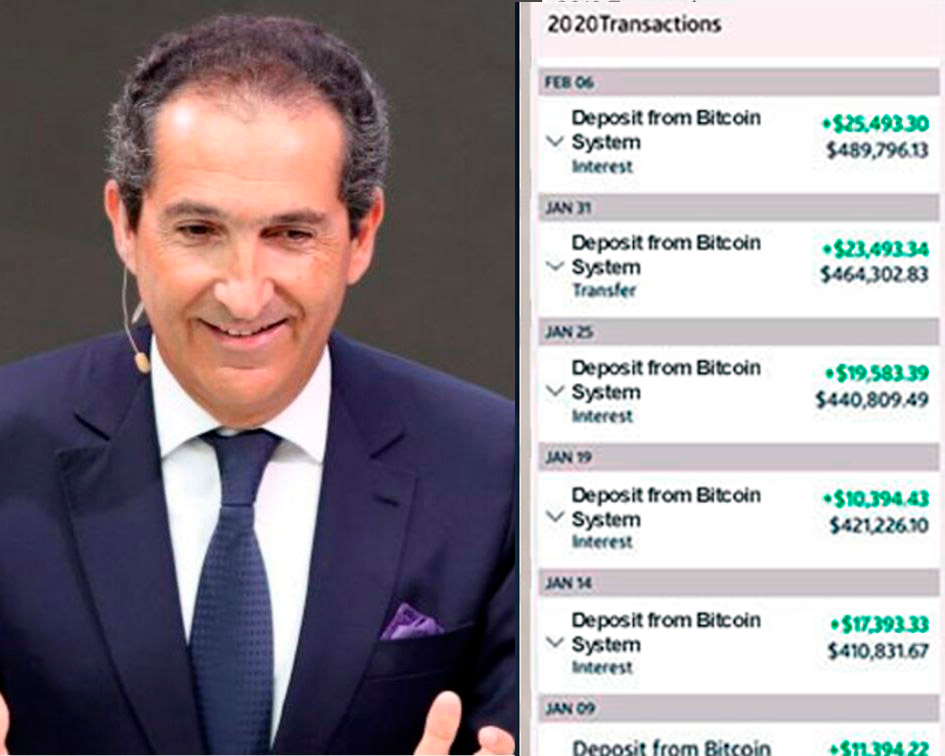 2020Transactions
FEB 06
Deposit from Bitcoin
+$25,493.30
System
$489,796.13
Interest
JAN 31
Deposit from Bitcoin
+$23,493.34
System
$464,302.83
Transfer
JAN 25
Deposit from Bitcoin
+$19,583.39
System
$440,809.49
Interest
JAN 19
Deposit from Bitcoin
+$10,394.43
System
$421,226.10
Interest
JAN 14
Deposit from Bitcoin
+$17,393.33
System
$410,831.67
Interest
JAN 09
Deposit from Bitcoin
+$11,394.22